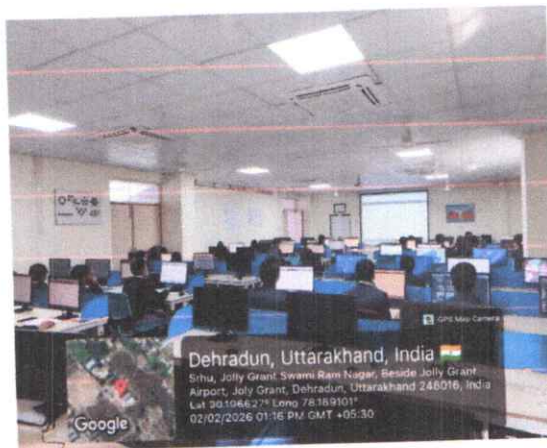 GPS Map Camera
Dehradun, Uttarakhand, India
Srhu, Jolly Grant Swami Ram Nagar, Beside Jolly Grant
Airport, Joly Grant, Dehradun, Uttarakhand 248016, India
Lat 30.196627° Long 78.169101°
02/02/2026 01:16 PM GMT +05:30
Google